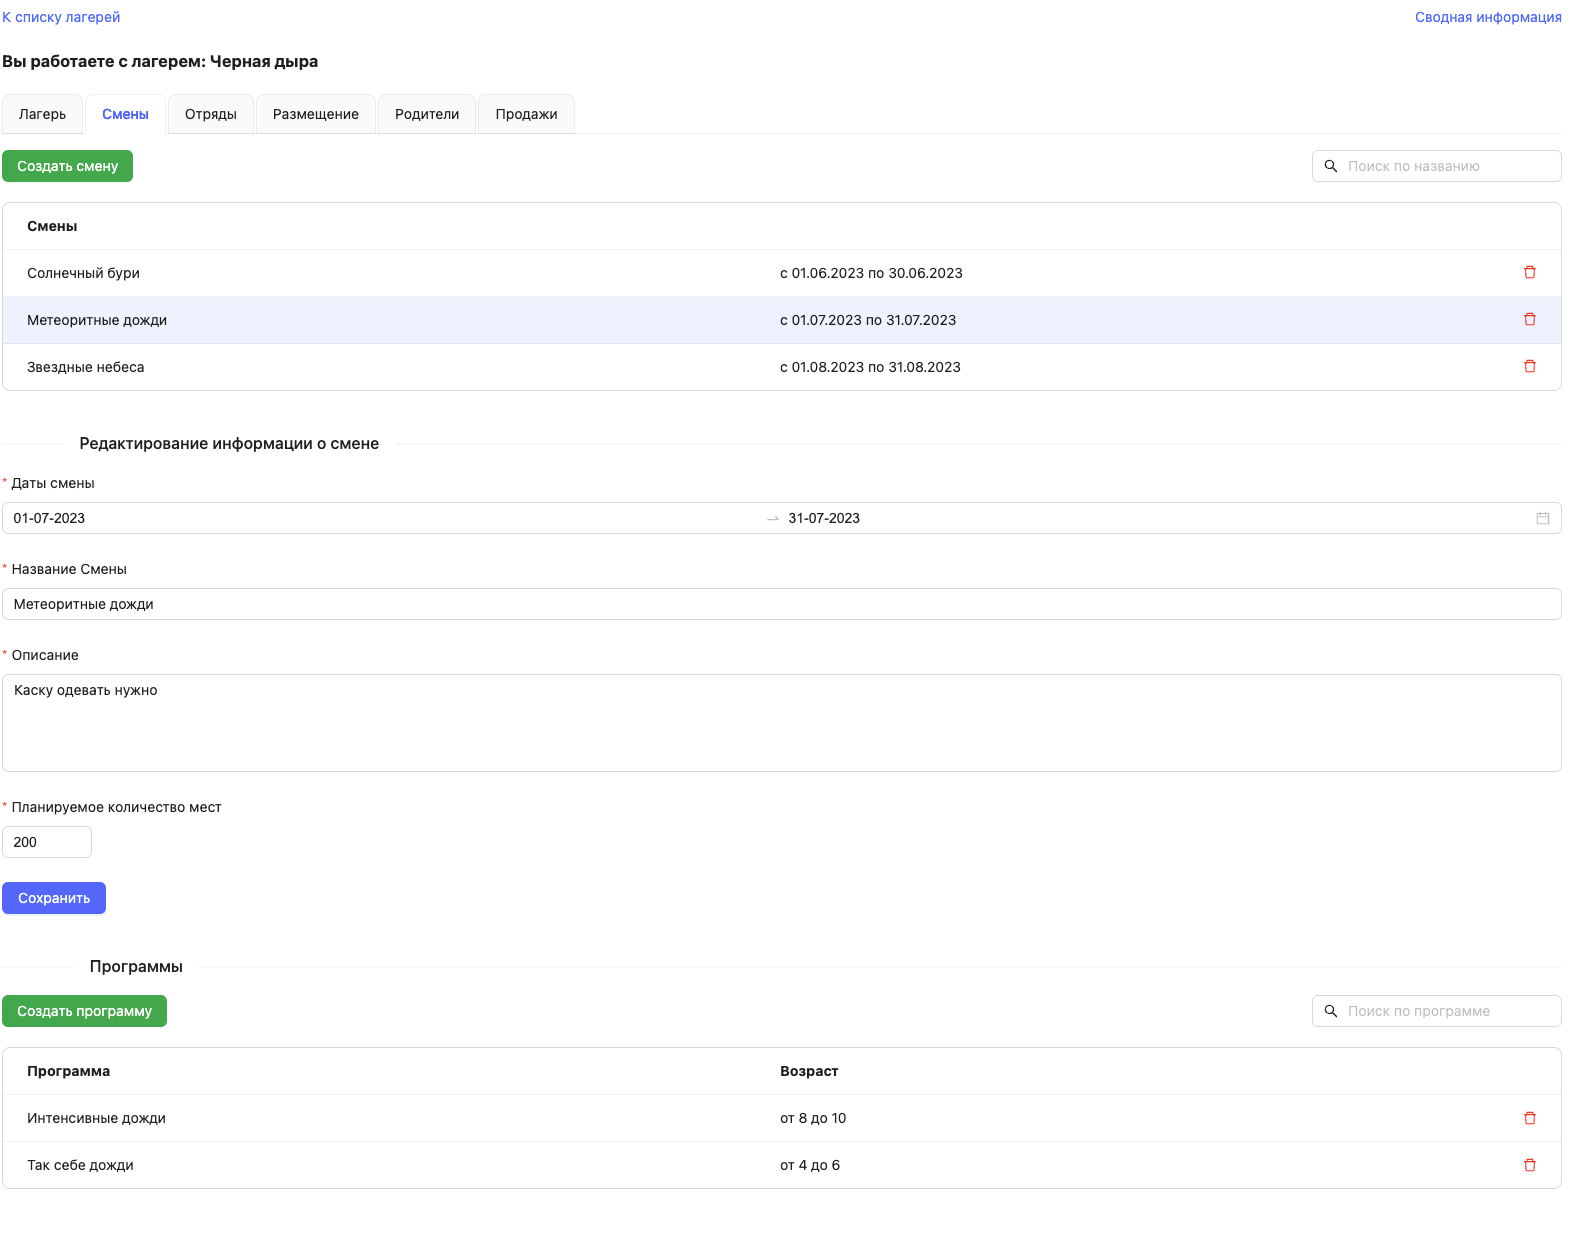 К списку лагерей
Сводная информация
Вы работаете с лагерем: Черная дыра
Лагерь Смены Отряды Размещение Родители Продажи
Создать смену
Поиск по названию
Смены
Солнечный бури с 01.06.2023 по 30.06.2023
Метеоритные дожди с 01.07.2023 по 31.07.2023
Звездные небеса с 01.08.2023 по 31.08.2023
Редактирование информации о смене
* Даты смены
01-07-2023 → 31-07-2023
* Название Смены
Метеоритные дожди
* Описание
Каску одевать нужно
* Планируемое количество мест
200
Сохранить
Программы
Создать программу
Поиск по программе
Программа Возраст
Интенсивные дожди от 8 до 10
Так себе дожди от 4 до 6